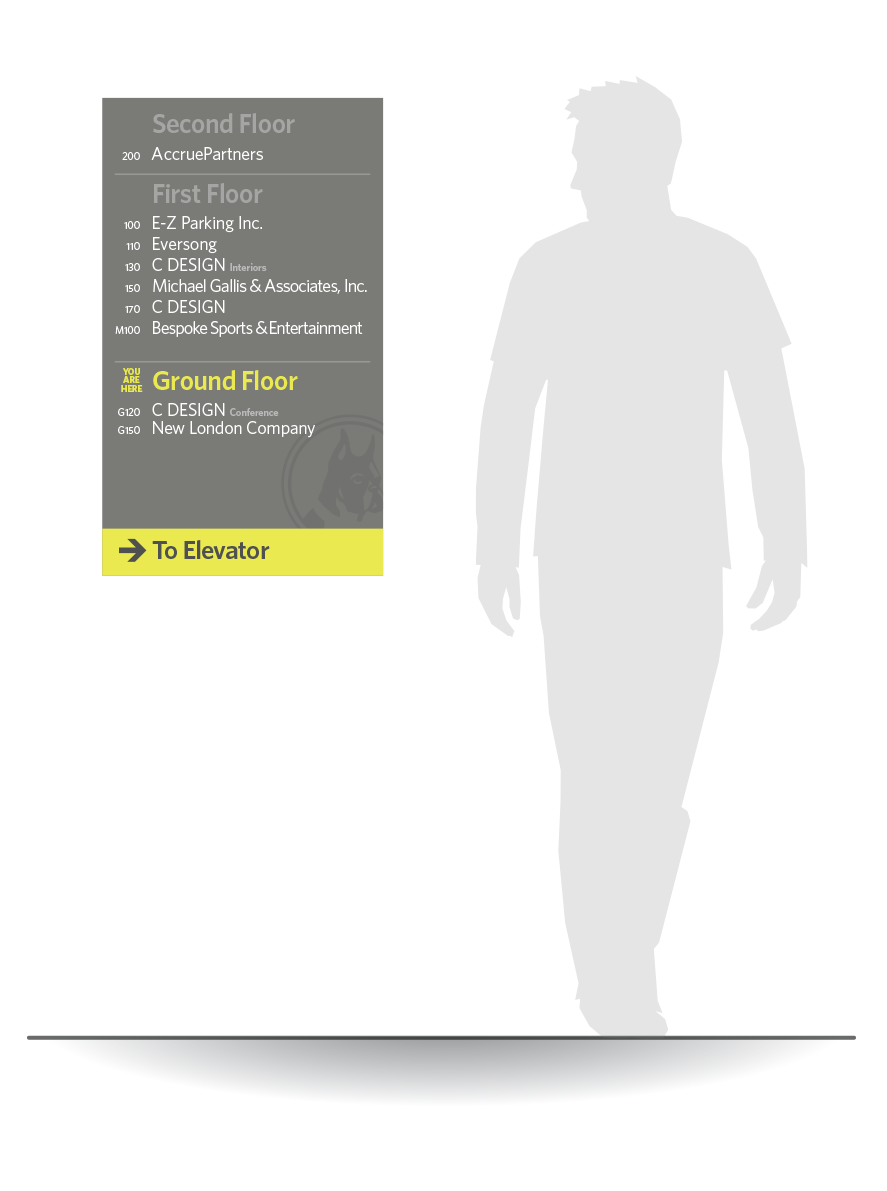 Second Floor
200 AccruePartners
First Floor
100 E-Z Parking Inc.
110 Eversong
130 C DESIGN Interiors
150 Michael Gallis & Associates, Inc.
170 C DESIGN
M100 Bespoke Sports & Entertainment
YOU ARE HERE Ground Floor
G120 C DESIGN Conference
G150 New London Company
To Elevator